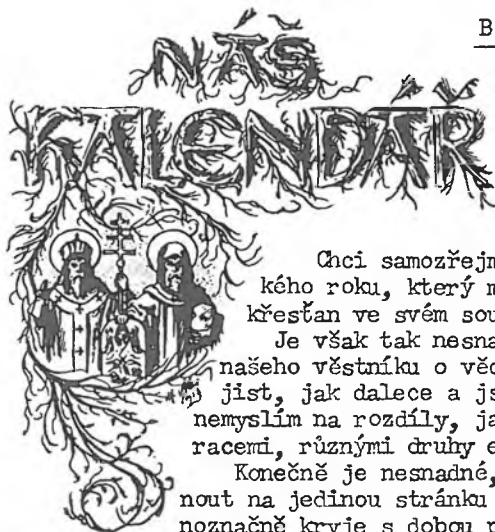 B
NÁŠ
KALENDÁŘ
Chci samozřejm
kého roku, který m
křesťan ve svém sou
Je však tak nesna
našeho věstníku o věd
jist, jak dalece a js
nemyslím na rozdíly, ja
racemi, různými druhy e
Konečně je nesnadné,
nout na jedinou stránku
noznačně kryje s dobou p